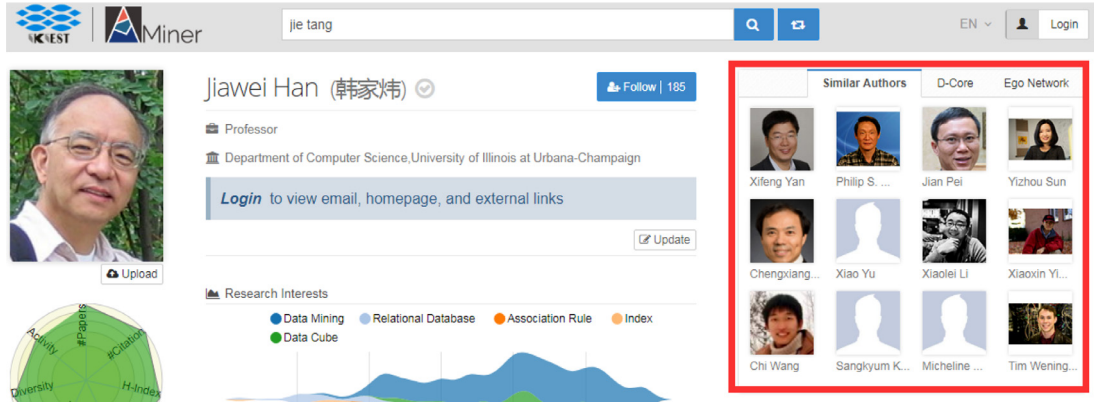 KEST
AMiner
jie tang
EN
Login
Jiawei Han (韩家炜)
Follow | 185
Professor
Department of Computer Science,University of Illinois at Urbana-Champaign
Login to view email, homepage, and external links
Update
Upload
Research Interests
Data Mining Relational Database Association Rule Index
Data Cube
Activity
#Papers
#Citation
Diversity
H-Index
Similar Authors D-Core Ego Network
Xifeng Yan Philip S. ... Jian Pei Yizhou Sun
Chengxiang... Xiao Yu Xiaolei Li Xiaoxin Yi...
Chi Wang Sangkyum K... Micheline ... Tim Wening...